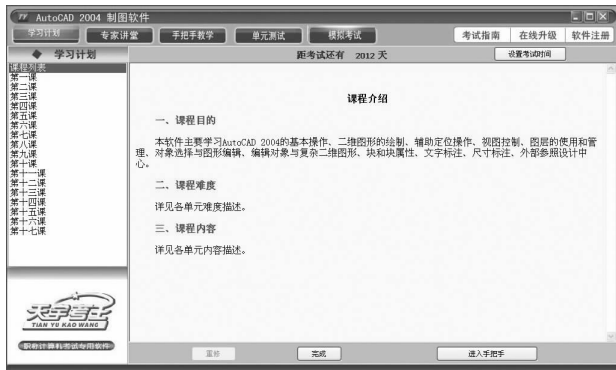 AutoCAD 2004 制图软件
学习计划 专家讲堂 手把手教学 单元测试 模拟考试 考试指南 在线升级 软件注册
学习计划 距考试还有 2012 天 设置考试时间
课程列表
第一课
第二课
第三课
第四课
第五课
第六课
第七课
第八课
第九课
第十课
第十一课
第十二课
第十三课
第十四课
第十五课
第十六课
第十七课
课程介绍
一、课程目的
本软件主要学习AutoCAD 2004的基本操作、二维图形的绘制、辅助定位操作、视图控制、图层的使用和管
理、对象选择与图形编辑、编辑对象与复杂二维图形、块和块属性、文字标注、尺寸标注、外部参照设计中
心。
二、课程难度
详见各单元难度描述。
三、课程内容
详见各单元内容描述。
天宇考王
TIAN YU KAO WANG
职称计算机考试专用软件
重修 完成 进入手把手